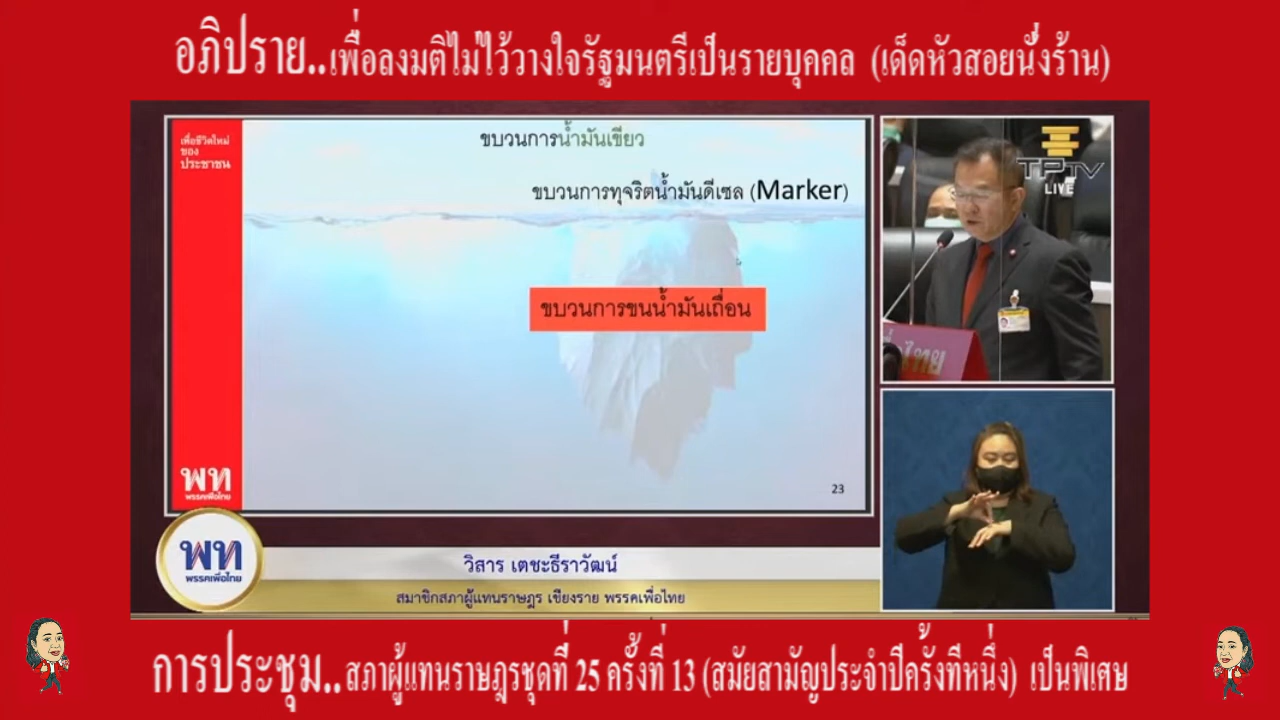 อภิปราย..เพื่อลงมติไม่ไว้วางใจรัฐมนตรีเป็นรายบุคคล (เด็ดหัวสอยนั่งร้าน)
เพื่อชีวิตใหม่
ของ
ประชาชน
ขบวนการน้ำมันเขียว
ขบวนการทุจริตน้ำมันดีเซล (Marker)
ขบวนการขนน้ำมันเถื่อน
พท
พรรคเพื่อไทย
23
TPTV
LIVE
พท
พรรคเพื่อไทย
วิสาร เตชะธีราวัฒน์
สมาชิกสภาผู้แทนราษฎร เชียงราย พรรคเพื่อไทย
การประชุม.. สภาผู้แทนราษฎรชุดที่ 25 ครั้งที่ 13 (สมัยสามัญประจำปีครั้งที่หนึ่ง) เป็นพิเศษ